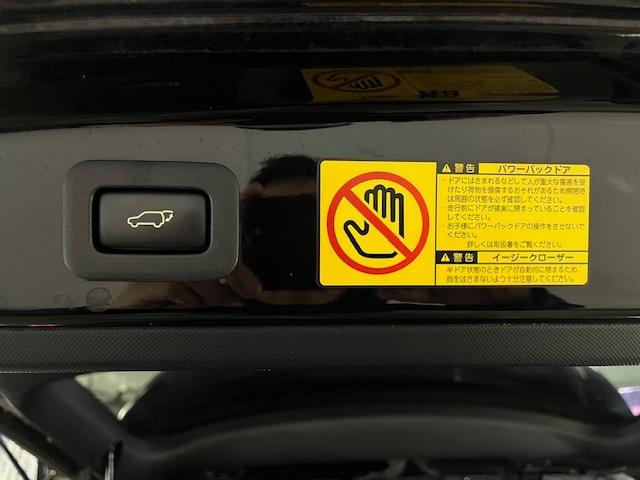 警告 パワーバックドア
・ドアにはさまれるなどして人が重大な傷害を受
けたり荷物を損傷するおそれがあるため開閉時
は周囲の状態を必ず確認してください。
・走行前にドアが確実に閉まっていることを確認
してください。
・お子様にパワーバックドアの操作をさせないで
ください。
詳しくは取扱書をご覧ください。
警告 イージークローザー
半ドア状態のときドアが自動的に閉まるため、
指をはさまないよう十分注意してください。